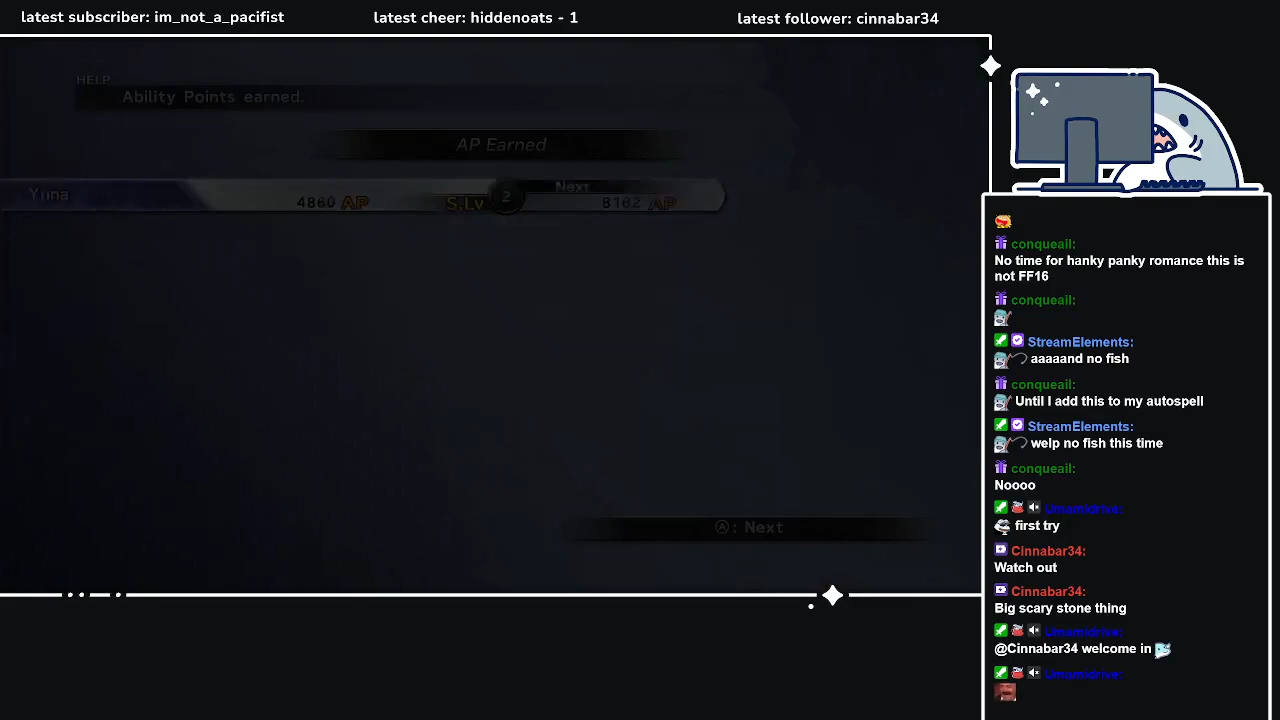 latest subscriber: im_not_a_pacifist
latest cheer: hiddenoats - 1
latest follower: cinnabar34
HELP
Ability Points earned.
AP Earned
Yuna
4860 AP
S.Lv
2
Next
8182 AP
Ⓐ: Next
conqueail:
No time for hanky panky romance this is
not FF16
conqueail:
StreamElements:
aaaaand no fish
conqueail:
Until I add this to my autospell
StreamElements:
welp no fish this time
conqueail:
Noooo
Umamidrive:
first try
Cinnabar34:
Watch out
Cinnabar34:
Big scary stone thing
Umamidrive:
@Cinnabar34 welcome in
Umamidrive: